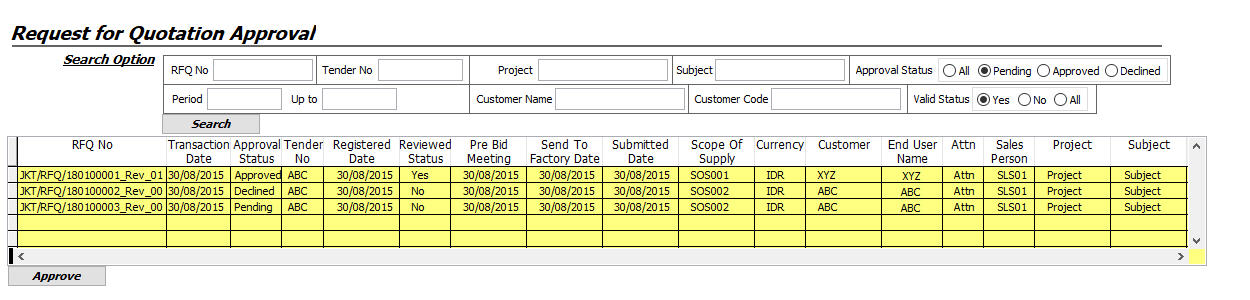 Request for Quotation Approval
Search Option
RFQ No Tender No Project Subject Approval Status All Pending Approved Declined
Period Up to Customer Name Customer Code Valid Status Yes No All
Search
RFQ No Transaction Date Approval Status Tender No Registered Date Reviewed Status Pre Bid Meeting Send To Factory Date Submitted Date Scope Of Supply Currency Customer End User Name Attn Sales Person Project Subject
JKT/RFQ/180100001_Rev_01 30/08/2015 Approved ABC 30/08/2015 Yes 30/08/2015 30/08/2015 30/08/2015 SOS001 IDR XYZ XYZ Attn SLS01 Project Subject
JKT/RFQ/180100002_Rev_00 30/08/2015 Declined ABC 30/08/2015 No 30/08/2015 30/08/2015 30/08/2015 SOS002 IDR ABC ABC Attn SLS01 Project Subject
JKT/RFQ/180100003_Rev_00 30/08/2015 Pending ABC 30/08/2015 No 30/08/2015 30/08/2015 30/08/2015 SOS002 IDR ABC ABC Attn SLS01 Project Subject
Approve